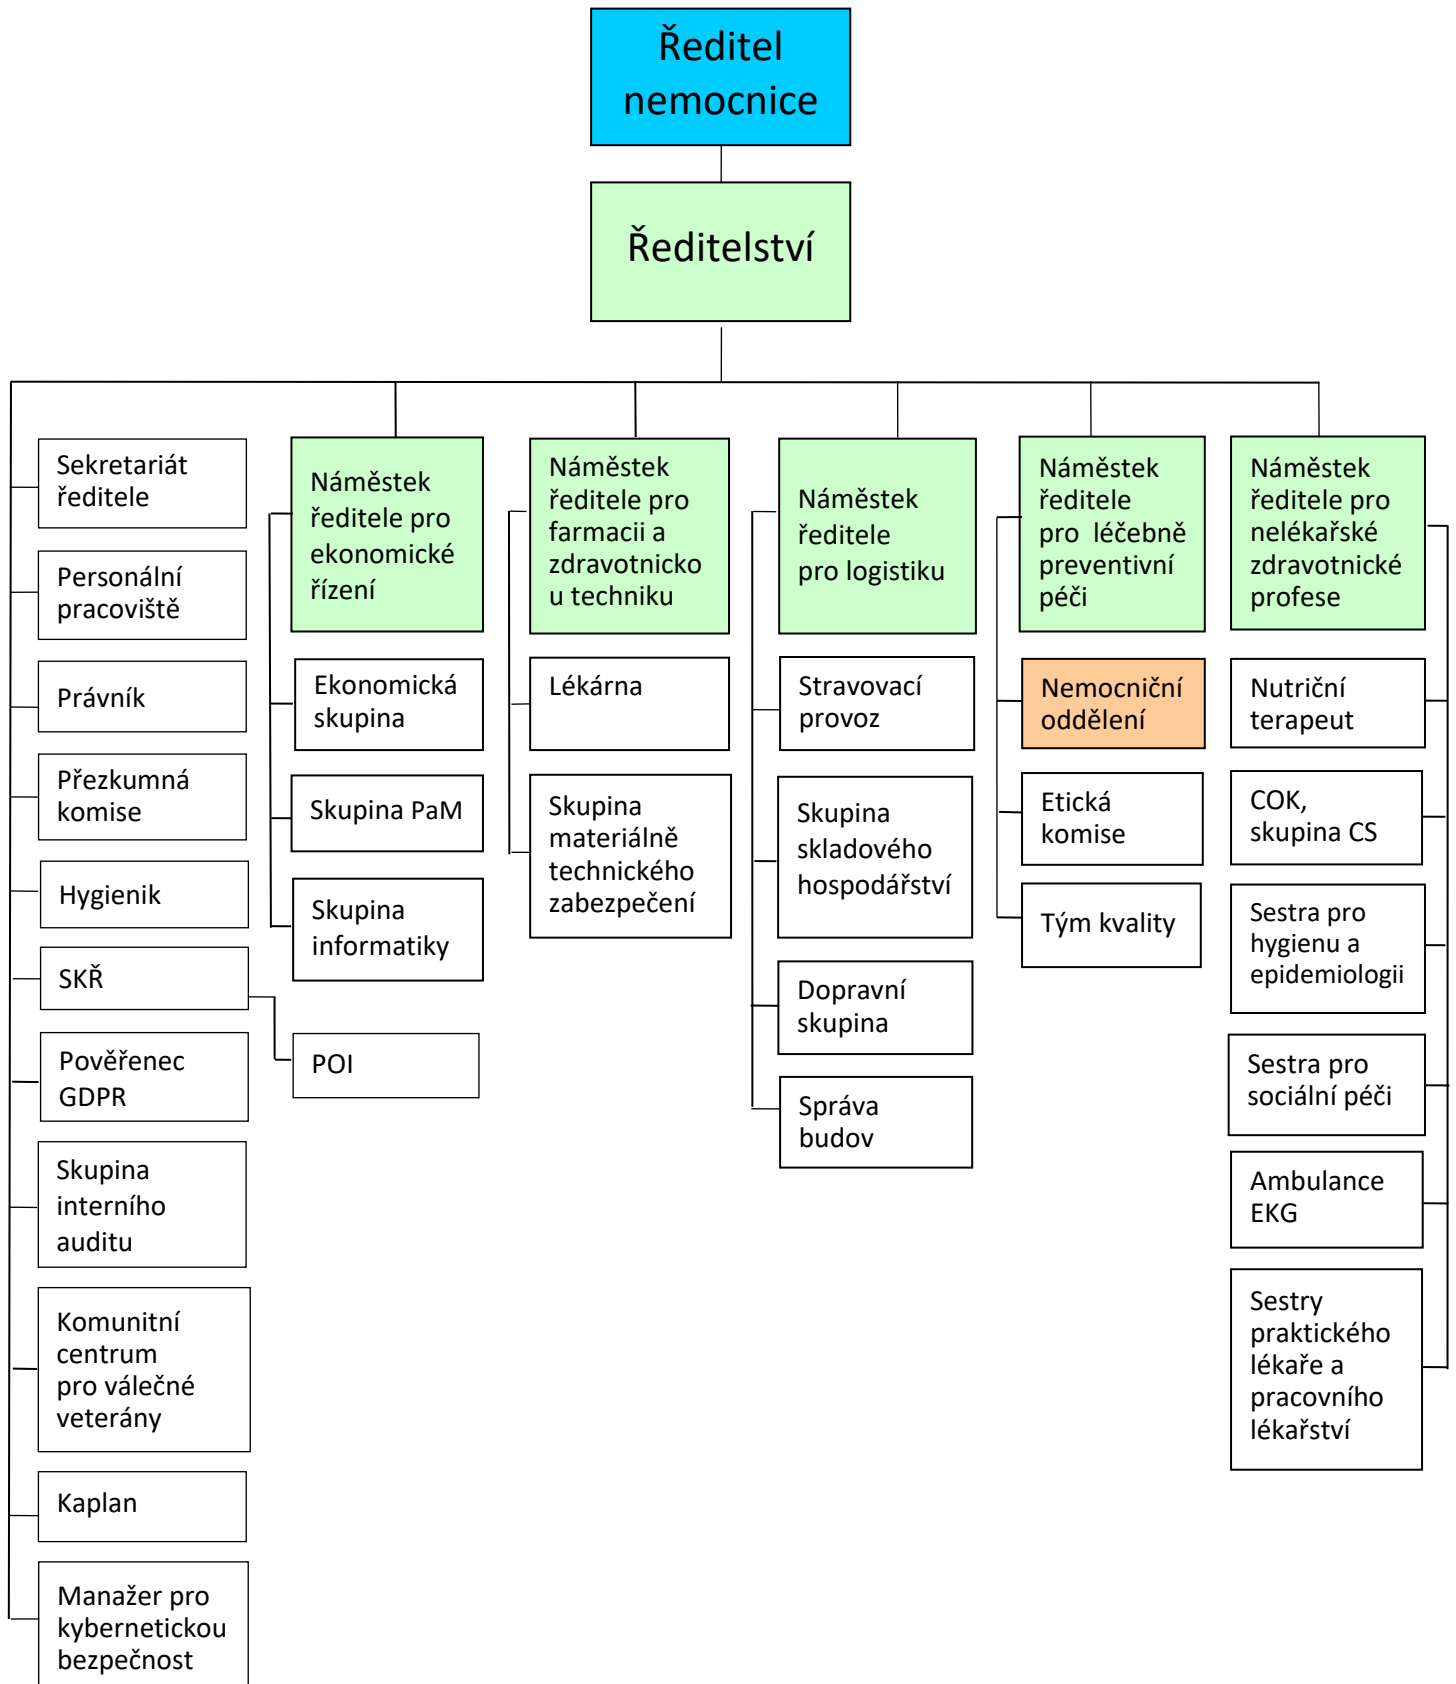 Ředitel
nemocnice
Ředitelství
Sekretariát
ředitele
Personální
pracoviště
Právník
Přezkumná
komise
Hygienik
SKŘ
Pověřenec
GDPR
Skupina
interního
auditu
Komunitní
centrum
pro válečné
veterány
Kaplan
Manažer pro
kybernetickou
bezpečnost
Náměstek
ředitele pro
ekonomické
řízení
Ekonomická
skupina
Skupina PaM
Skupina
informatiky
POI
Náměstek
ředitele pro
farmacii a
zdravotnicko
u techniku
Lékárna
Skupina
materiálně
technického
zabezpečení
Náměstek
ředitele
pro logistiku
Stravovací
provoz
Skupina
skladového
hospodářství
Dopravní
skupina
Správa
budov
Náměstek
ředitele
pro léčebně
preventivní
péči
Nemocniční
oddělení
Etická
komise
Tým kvality
Náměstek
ředitele pro
nelékařské
zdravotnické
profese
Nutriční
terapeut
COK,
skupina CS
Sestra pro
hygienu a
epidemiologii
Sestra pro
sociální péči
Ambulance
EKG
Sestry
praktického
lékaře a
pracovního
lékařství